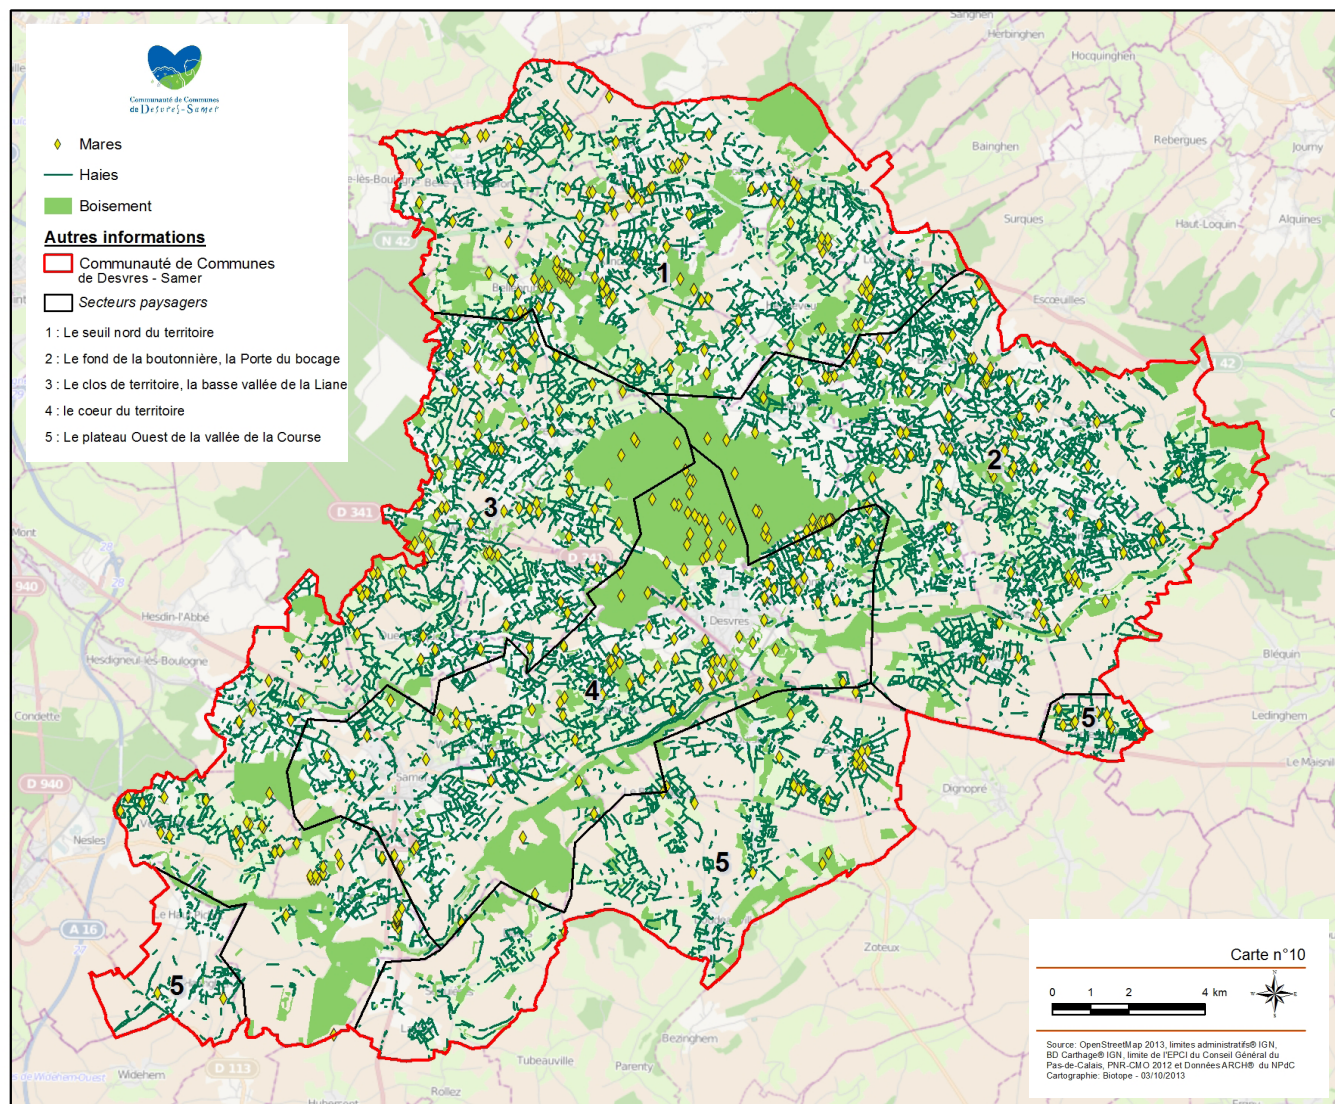 Communauté de Communes
de Desvres-Samer
Mares
Haies
Boisement
Autres informations
Communauté de Communes
de Desvres - Samer
Secteurs paysagers
1 : Le seuil nord du territoire
2 : Le fond de la boutonnière, la Porte du bocage
3 : Le clos de territoire, la basse vallée de la Liane
4 : le coeur du territoire
5 : Le plateau Ouest de la vallée de la Course
Sanghen
Herbinghen
Hocquinghen
Rebergues
Journy
Bainghen
Surques
Haut-Loquin
Alquines
N 42
1
Escœuilles
42
2
3
D 341
D 341
Mont
940
28
Hesdin-l'Abbé
Hesdigneul-lès-Boulogne
Desvres
Bléquin
4
5
Condette
Ledinghem
Le Maisnil
D 940
Samer
Dignopré
Nesles
5
A 16
27
Zoteux
5
Bezinghem
Tubeauville
Parenty
Widehem
D 113
Rollez
Carte n°10
0 1 2 4 km
Source: OpenStreetMap 2013, limites administratifs® IGN,
BD Carthage® IGN, limite de l'EPCI du Conseil Général du
Pas-de-Calais, PNR-CMO 2012 et Données ARCH® du NPdC
Cartographie: Biotope - 03/10/2013